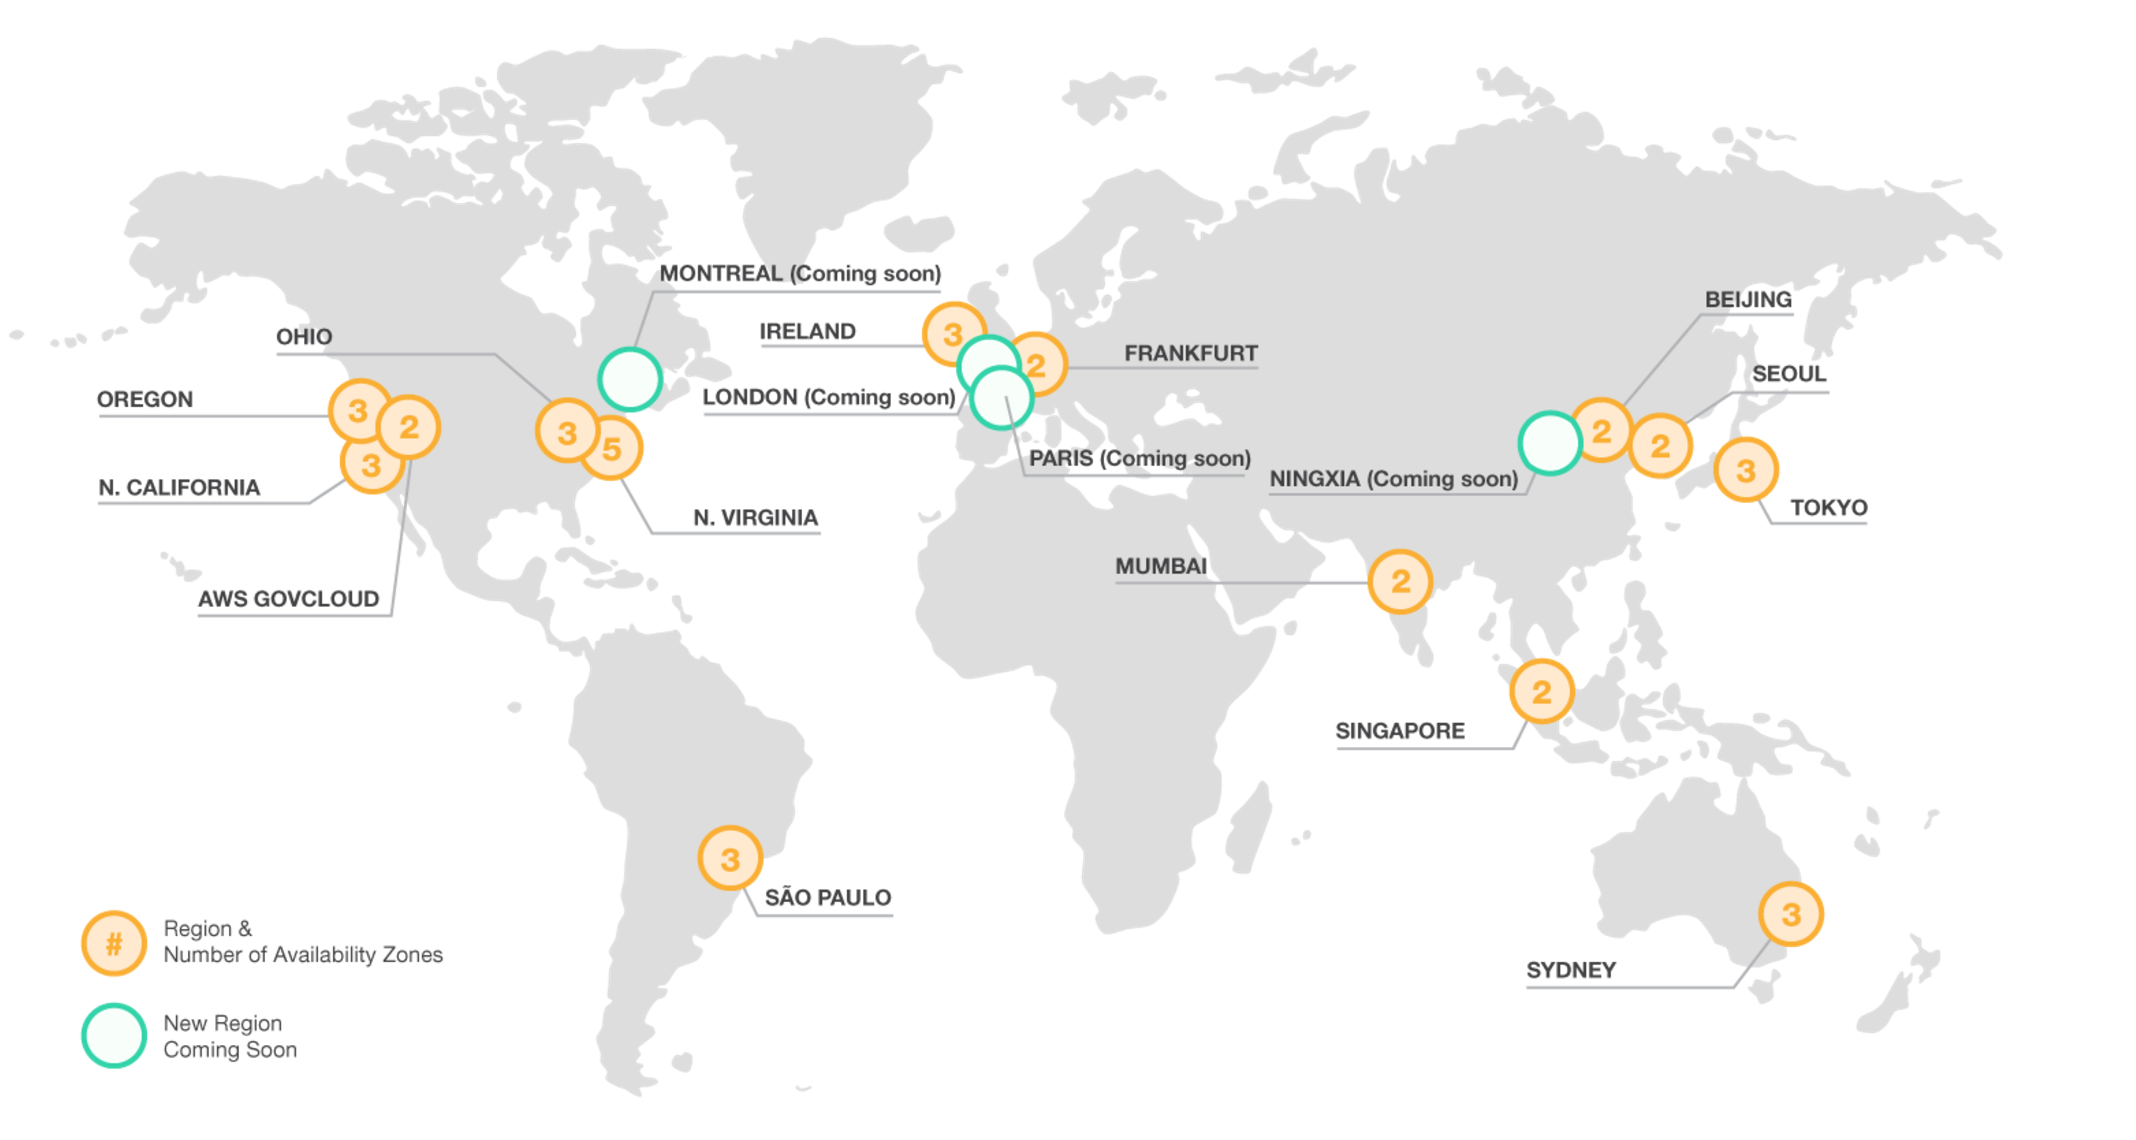 MONTREAL (Coming soon)
BEIJING
IRELAND
OHIO
FRANKFURT
SEOUL
3
2
OREGON
LONDON (Coming soon)
3
2
3
5
2
2
N. CALIFORNIA
3
PARIS (Coming soon)
NINGXIA (Coming soon)
3
TOKYO
N. VIRGINIA
MUMBAI
2
AWS GOVCLOUD
2
SINGAPORE
3
SÃO PAULO
3
SYDNEY
#
Region &
Number of Availability Zones
New Region
Coming Soon